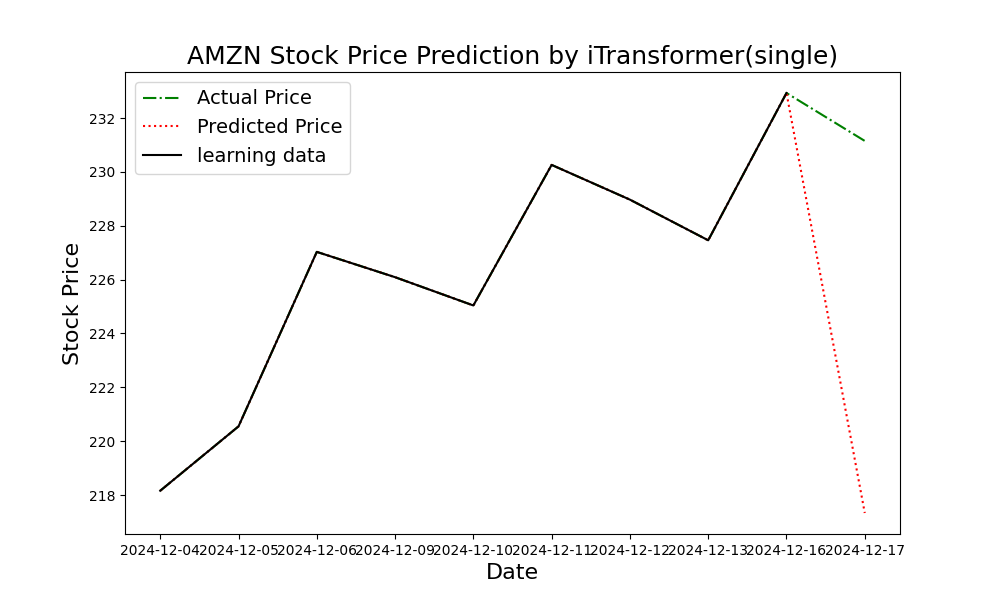 AMZN Stock Price Prediction by iTransformer(single)
Actual Price
Predicted Price
learning data
232
230
228
226
224
222
220
218
Stock Price
2024-12-04 2024-12-05 2024-12-06 2024-12-09 2024-12-10 2024-12-11 2024-12-12 2024-12-13 2024-12-16 2024-12-17
Date